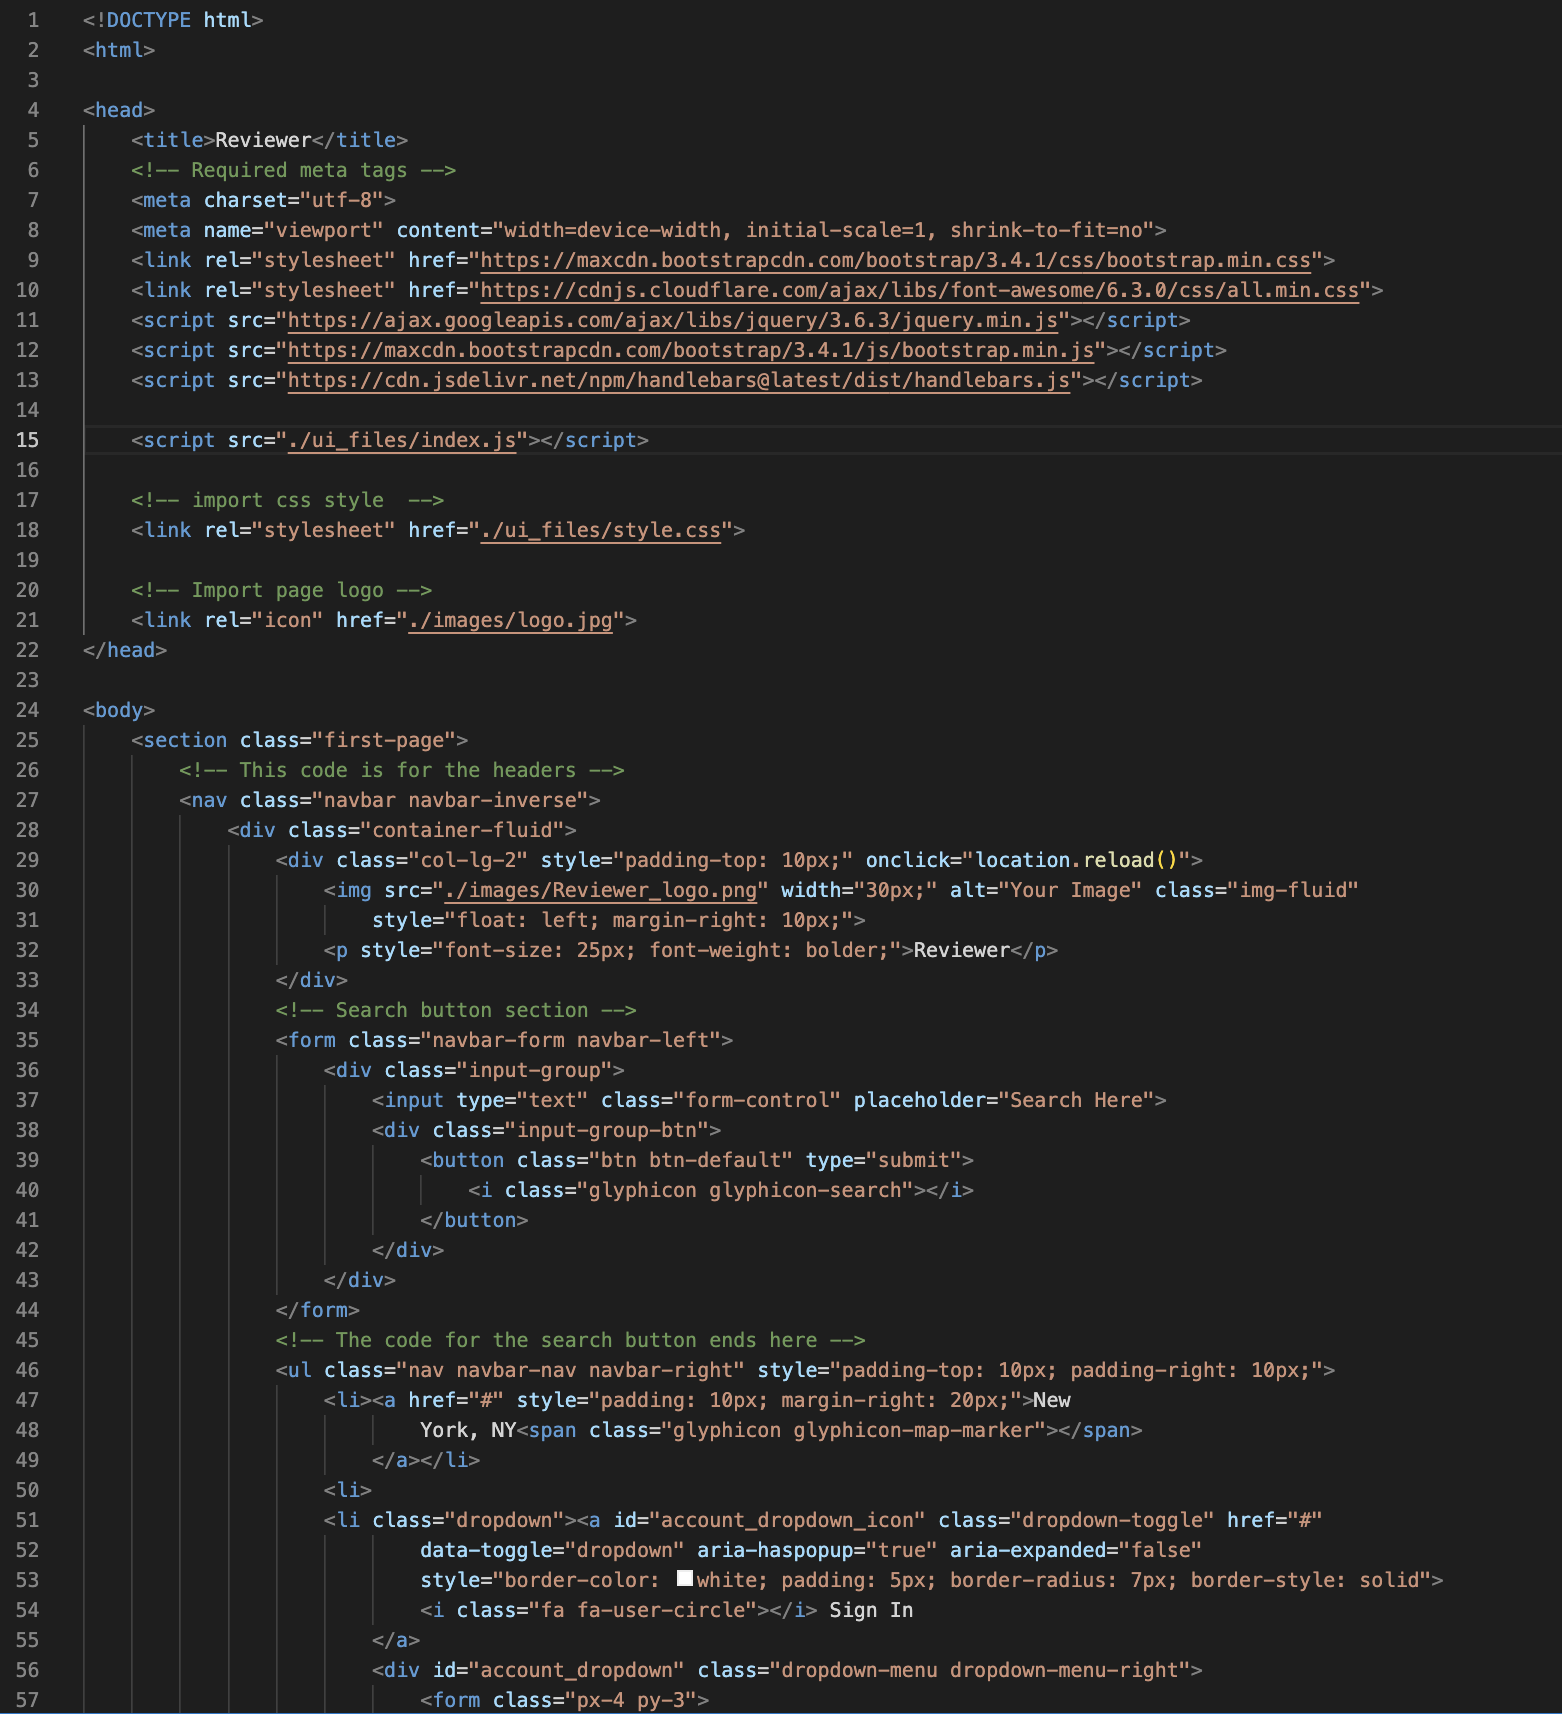 1 <!DOCTYPE html>
2 <html>
3
4 <head>
5     <title>Reviewer</title>
6     <!-- Required meta tags -->
7     <meta charset="utf-8">
8     <meta name="viewport" content="width=device-width, initial-scale=1, shrink-to-fit=no">
9     <link rel="stylesheet" href="https://maxcdn.bootstrapcdn.com/bootstrap/3.4.1/css/bootstrap.min.css">
10     <link rel="stylesheet" href="https://cdnjs.cloudflare.com/ajax/libs/font-awesome/6.3.0/css/all.min.css">
11     <script src="https://ajax.googleapis.com/ajax/libs/jquery/3.6.3/jquery.min.js"></script>
12     <script src="https://maxcdn.bootstrapcdn.com/bootstrap/3.4.1/js/bootstrap.min.js"></script>
13     <script src="https://cdn.jsdelivr.net/npm/handlebars@latest/dist/handlebars.js"></script>
14
15     <script src="./ui_files/index.js"></script>
16
17     <!-- import css style  -->
18     <link rel="stylesheet" href="./ui_files/style.css">
19
20     <!-- Import page logo -->
21     <link rel="icon" href="./images/logo.jpg">
22 </head>
23
24 <body>
25     <section class="first-page">
26         <!-- This code is for the headers -->
27         <nav class="navbar navbar-inverse">
28             <div class="container-fluid">
29                 <div class="col-lg-2" style="padding-top: 10px;" onclick="location.reload()">
30                     <img src="./images/Reviewer_logo.png" width="30px;" alt="Your Image" class="img-fluid"
31                         style="float: left; margin-right: 10px;">
32                     <p style="font-size: 25px; font-weight: bolder;">Reviewer</p>
33                 </div>
34                 <!-- Search button section -->
35                 <form class="navbar-form navbar-left">
36                     <div class="input-group">
37                         <input type="text" class="form-control" placeholder="Search Here">
38                         <div class="input-group-btn">
39                             <button class="btn btn-default" type="submit">
40                                 <i class="glyphicon glyphicon-search"></i>
41                             </button>
42                         </div>
43                     </div>
44                 </form>
45                 <!-- The code for the search button ends here -->
46                 <ul class="nav navbar-nav navbar-right" style="padding-top: 10px; padding-right: 10px;">
47                     <li><a href="#" style="padding: 10px; margin-right: 20px;">New
48                             York, NY<span class="glyphicon glyphicon-map-marker"></span>
49                         </a></li>
50                     <li>
51                     <li class="dropdown"><a id="account_dropdown_icon" class="dropdown-toggle" href="#"
52                             data-toggle="dropdown" aria-haspopup="true" aria-expanded="false"
53                             style="border-color: white; padding: 5px; border-radius: 7px; border-style: solid">
54                             <i class="fa fa-user-circle"></i> Sign In
55                         </a>
56                         <div id="account_dropdown" class="dropdown-menu dropdown-menu-right">
57                             <form class="px-4 py-3">